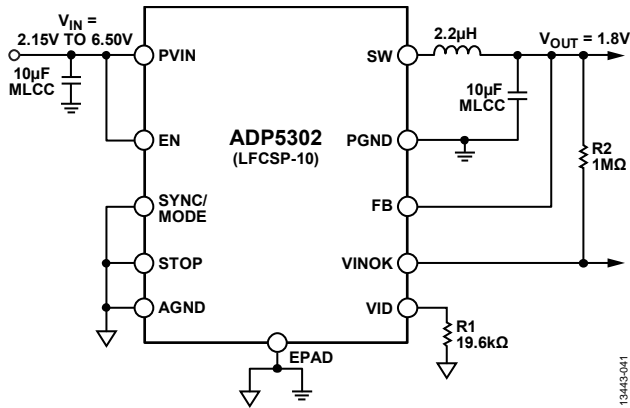 V_IN =
2.15V TO 6.50V
10µF
MLCC
PVIN
EN
SYNC/
MODE
STOP
AGND
ADP5302
(LFCSP-10)
EPAD
SW
PGND
FB
VINOK
VID
2.2µH
10µF
MLCC
V_OUT = 1.8V
R2
1MΩ
R1
19.6kΩ
13443-041